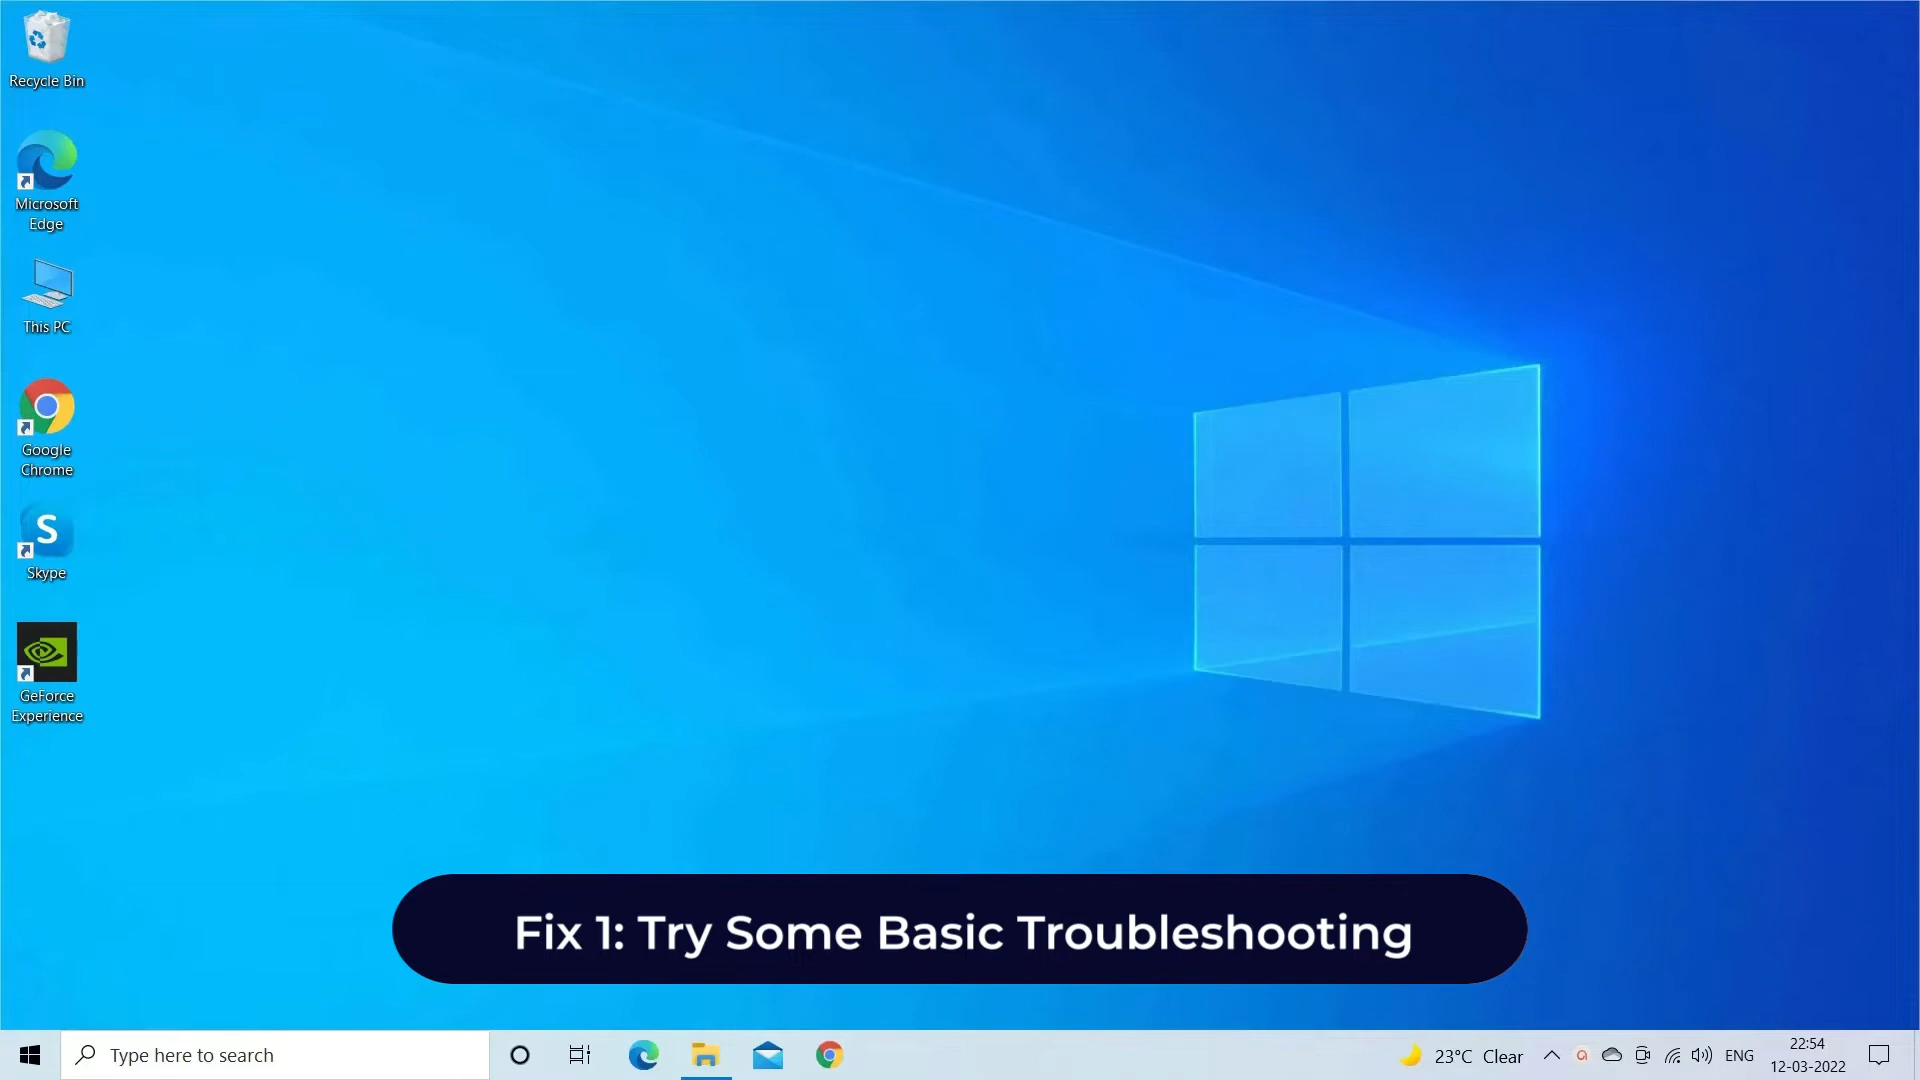 Recycle Bin
Microsoft
Edge
This PC
Google
Chrome
S
Skype
GeForce
Experience
Fix 1: Try Some Basic Troubleshooting
Type here to search
23°C Clear
ENG
22:54
12-03-2022